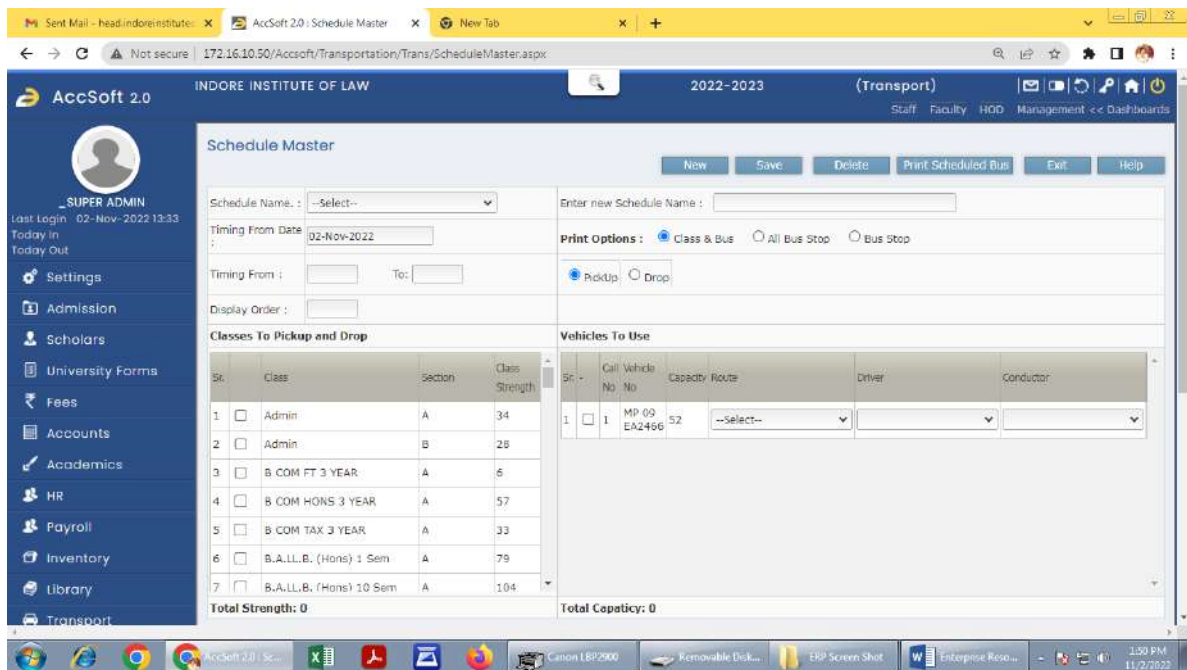 Sent Mail - head.indoreinstitute
AccSoft 2.0 : Schedule Master
New Tab
Not secure
172.16.10.50/Accsoft/Transportation/Trans/ScheduleMaster.aspx
AccSoft 2.0
INDORE INSTITUTE OF LAW
2022-2023
(Transport)
Staff Faculty HOD Management << Dashboards
_SUPER ADMIN
Last Login 02-Nov-2022 13:33
Today In
Today Out
Settings
Admission
Scholars
University Forms
Fees
Accounts
Academics
HR
Payroll
Inventory
Library
Transport
Schedule Master
New Save Delete Print Scheduled Bus Exit Help
Schedule Name. : --Select--
Enter new Schedule Name :
Timing From Date : 02-Nov-2022
Print Options : Class & Bus All Bus Stop Bus Stop
Timing From : To:
PickUp Drop
Display Order :
Classes To Pickup and Drop
Sr. Class Section Class Strength
1 Admin A 34
2 Admin B 28
3 B COM FT 3 YEAR A 6
4 B COM HONS 3 YEAR A 57
5 B COM TAX 3 YEAR A 33
6 B.A.LL.B. (Hons) 1 Sem A 79
7 B.A.LL.B. (Hons) 10 Sem A 104
Total Strength: 0
Vehicles To Use
Sr. - Call No Vehicle No Capacity Route Driver Conductor
1 1 MP 09 EA2466 52 --Select--
Total Capaticy: 0
AccSoft 2.0 : Sc...
Canon LBP2900
Removable Disk...
ERP Screen Shot
Enterprise Reso...
1:50 PM
11/2/2022